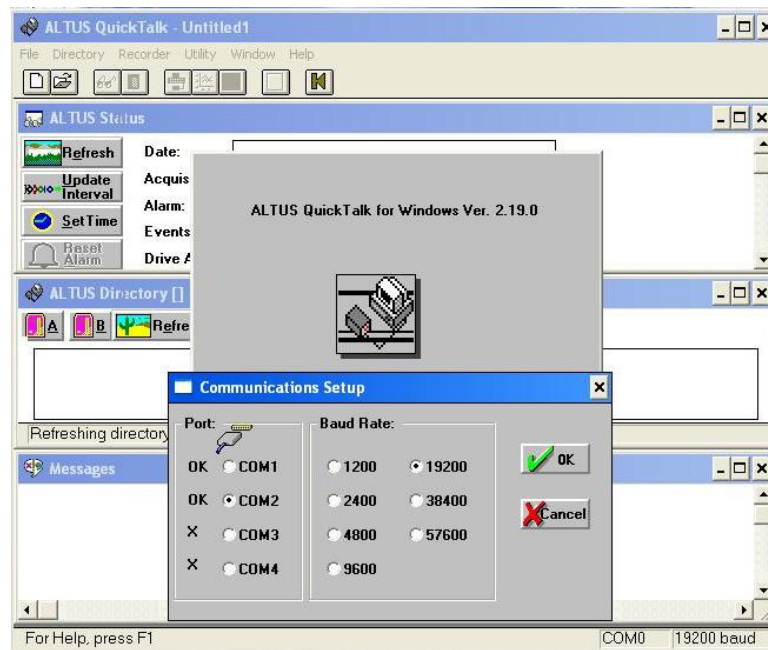 ALTUS QuickTalk - Untitled1
File Directory Recorder Utility Window Help
ALTUS Status
Refresh
Date:
Update Interval
Acquis
Alarm:
SetTime
Events
Reset Alarm
Drive A
ALTUS QuickTalk for Windows Ver. 2.19.0
ALTUS Directory []
A
B
Refre
Refreshing directory
Communications Setup
Port:
Baud Rate:
OK COM1
1200
19200
OK
OK COM2
2400
38400
X COM3
4800
57600
Cancel
X COM4
9600
Messages
For Help, press F1
COM0
19200 baud